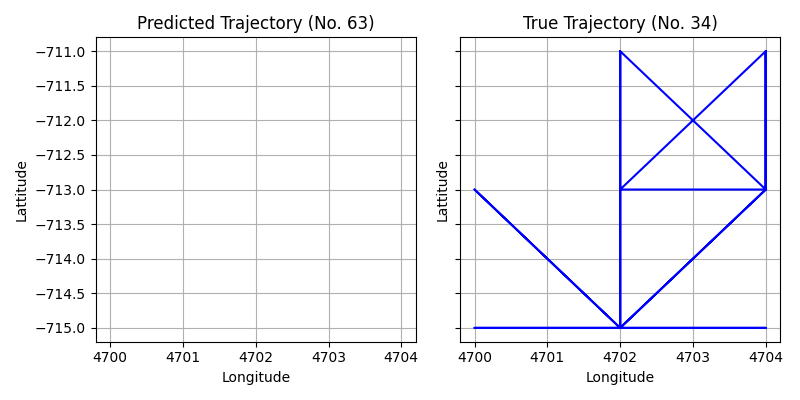 Predicted Trajectory (No. 63)
−711.0
−711.5
−712.0
−712.5
−713.0
−713.5
−714.0
−714.5
−715.0
Lattitude
4700 4701 4702 4703 4704
Longitude
True Trajectory (No. 34)
Lattitude
4700 4701 4702 4703 4704
Longitude